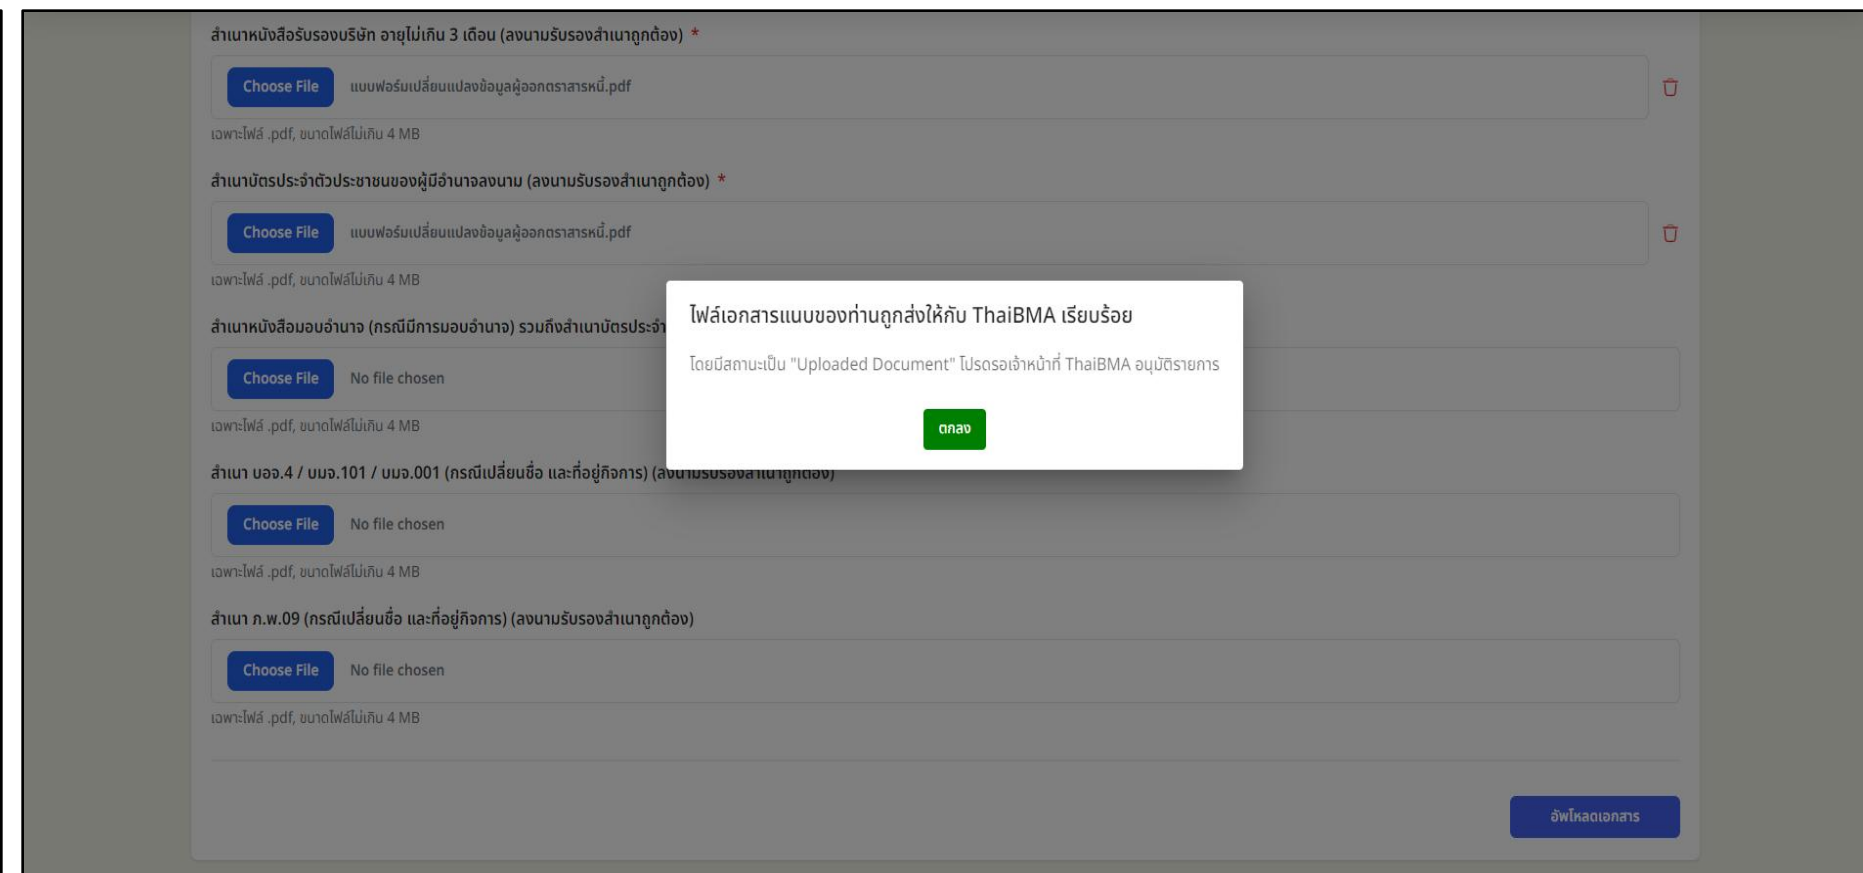 สำเนาหนังสือรับรองบริษัท อายุไม่เกิน 3 เดือน (ลงนามรับรองสำเนาถูกต้อง) *
Choose File แบบฟอร์มเปลี่ยนแปลงข้อมูลผู้ออกตราสารหนี้.pdf
เฉพาะไฟล์ .pdf, ขนาดไฟล์ไม่เกิน 4 MB
สำเนาบัตรประจำตัวประชาชนของผู้มีอำนาจลงนาม (ลงนามรับรองสำเนาถูกต้อง) *
Choose File แบบฟอร์มเปลี่ยนแปลงข้อมูลผู้ออกตราสารหนี้.pdf
เฉพาะไฟล์ .pdf, ขนาดไฟล์ไม่เกิน 4 MB
สำเนาหนังสือมอบอำนาจ (กรณีมีการมอบอำนาจ) รวมถึงสำเนาบัตรประจำ
Choose File No file chosen
เฉพาะไฟล์ .pdf, ขนาดไฟล์ไม่เกิน 4 MB
ไฟล์เอกสารแนบของท่านถูกส่งให้กับ ThaiBMA เรียบร้อย
โดยมีสถานะเป็น "Uploaded Document" โปรดรอเจ้าหน้าที่ ThaiBMA อนุมัติรายการ
ตกลง
สำเนา บอจ.4 / บมจ.101 / บมจ.001 (กรณีเปลี่ยนชื่อ และที่อยู่กิจการ) (ลงนามรับรองสำเนาถูกต้อง)
Choose File No file chosen
เฉพาะไฟล์ .pdf, ขนาดไฟล์ไม่เกิน 4 MB
สำเนา ภ.พ.09 (กรณีเปลี่ยนชื่อ และที่อยู่กิจการ) (ลงนามรับรองสำเนาถูกต้อง)
Choose File No file chosen
เฉพาะไฟล์ .pdf, ขนาดไฟล์ไม่เกิน 4 MB
อัพโหลดเอกสาร